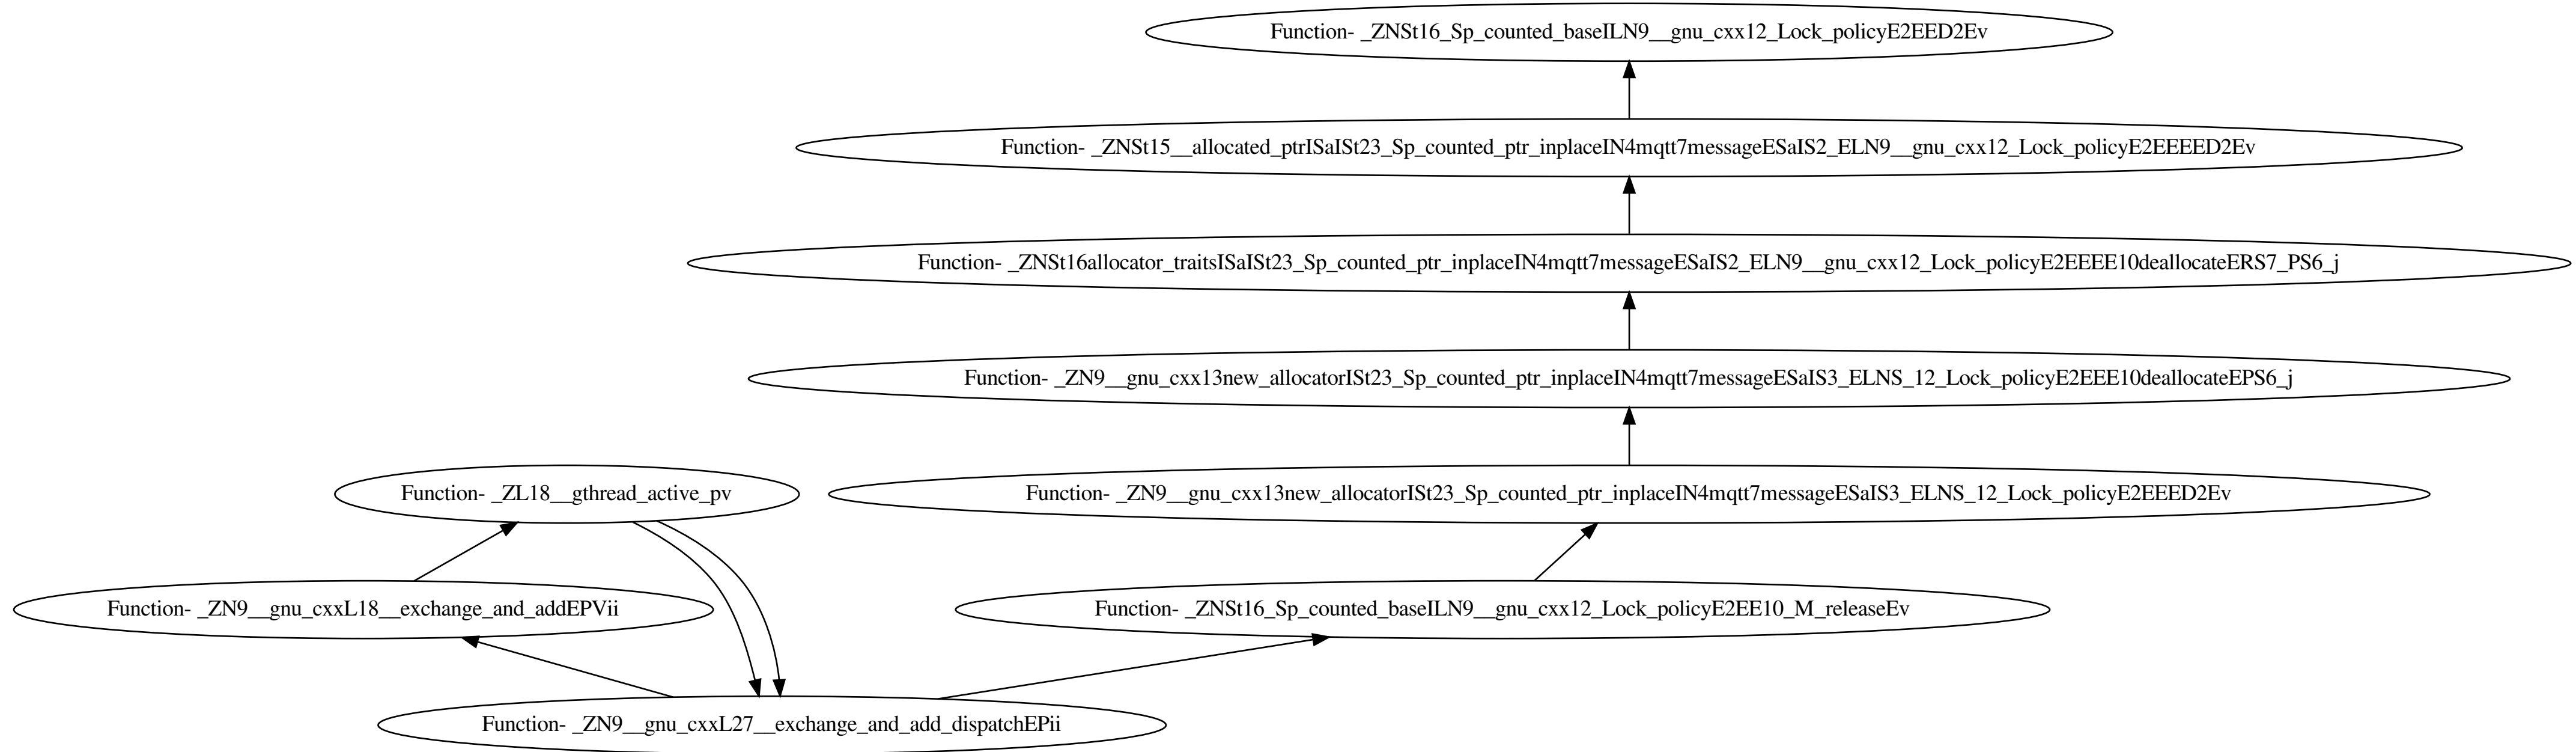 Function- _ZNSt16_Sp_counted_baseILN9__gnu_cxx12_Lock_policyE2EED2Ev
Function- _ZNSt15__allocated_ptrISaISt23_Sp_counted_ptr_inplaceIN4mqtt7messageESaIS2_ELN9__gnu_cxx12_Lock_policyE2EEEED2Ev
Function- _ZNSt16allocator_traitsISaISt23_Sp_counted_ptr_inplaceIN4mqtt7messageESaIS2_ELN9__gnu_cxx12_Lock_policyE2EEEE10deallocateERS7_PS6_j
Function- _ZN9__gnu_cxx13new_allocatorISt23_Sp_counted_ptr_inplaceIN4mqtt7messageESaIS3_ELNS_12_Lock_policyE2EEE10deallocateEPS6_j
Function- _ZL18__gthread_active_pv
Function- _ZN9__gnu_cxx13new_allocatorISt23_Sp_counted_ptr_inplaceIN4mqtt7messageESaIS3_ELNS_12_Lock_policyE2EEED2Ev
Function- _ZN9__gnu_cxxL18__exchange_and_addEPVii
Function- _ZNSt16_Sp_counted_baseILN9__gnu_cxx12_Lock_policyE2EE10_M_releaseEv
Function- _ZN9__gnu_cxxL27__exchange_and_add_dispatchEPii